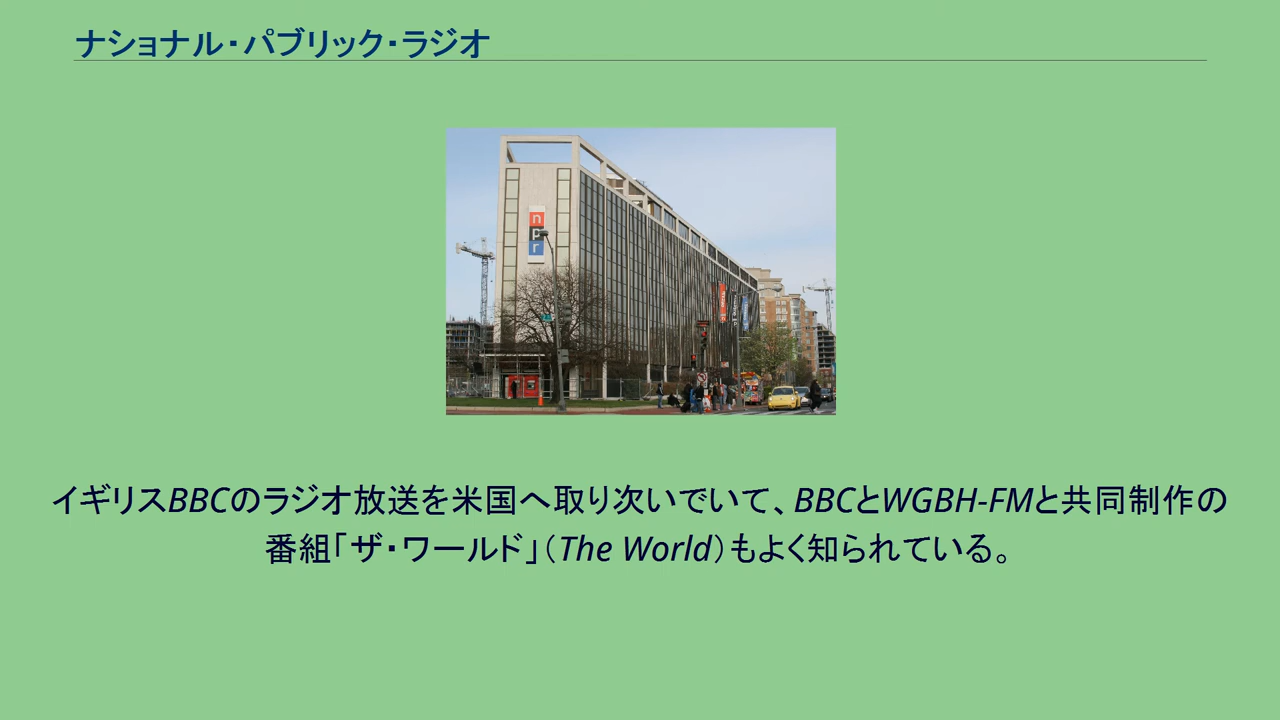 ナショナル・パブリック・ラジオ
n
p
r
イギリスBBCのラジオ放送を米国へ取り次いでいて、BBCとWGBH-FMと共同制作の
番組「ザ・ワールド」（The World）もよく知られている。